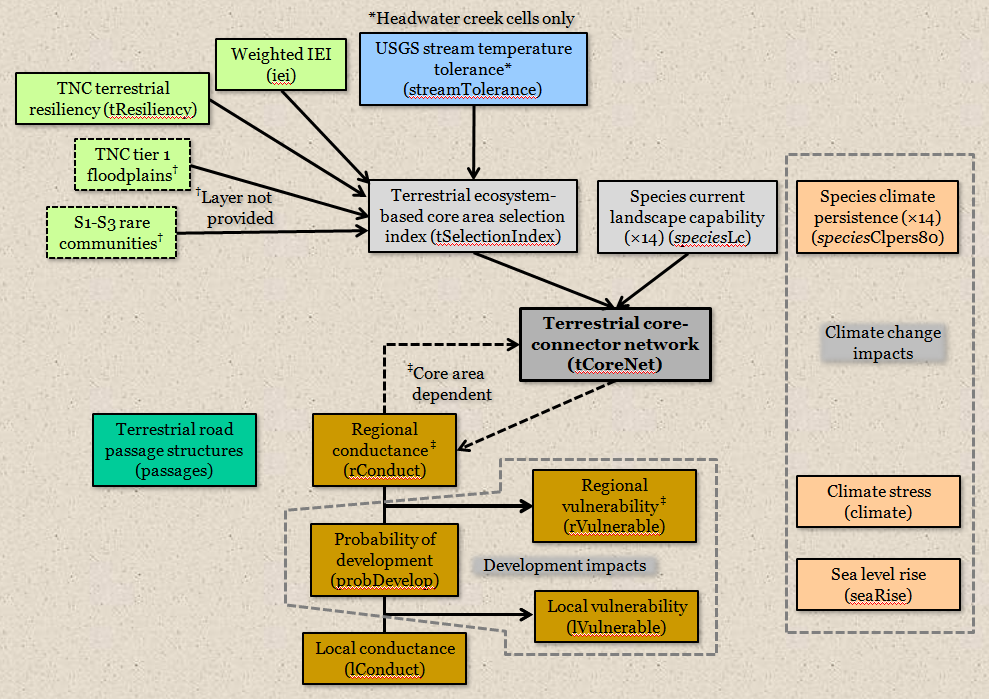 *Headwater creek cells only
USGS stream temperature
tolerance*
(streamTolerance)
Weighted IEI
(iei)
TNC terrestrial
resiliency (tResiliency)
TNC tier 1
floodplains†
†Layer not
provided
S1-S3 rare
communities†
Terrestrial ecosystem-
based core area selection
index (tSelectionIndex)
Species current
landscape capability
(×14) (speciesLc)
Species climate
persistence (×14)
(speciesClpers80)
Terrestrial core-
connector network
(tCoreNet)
Climate change
impacts
‡Core area
dependent
Terrestrial road
passage structures
(passages)
Regional
conductance‡
(rConduct)
Regional
vulnerability‡
(rVulnerable)
Climate stress
(climate)
Probability of
development
(probDevelop)
Development impacts
Sea level rise
(seaRise)
Local vulnerability
(lVulnerable)
Local conductance
(lConduct)